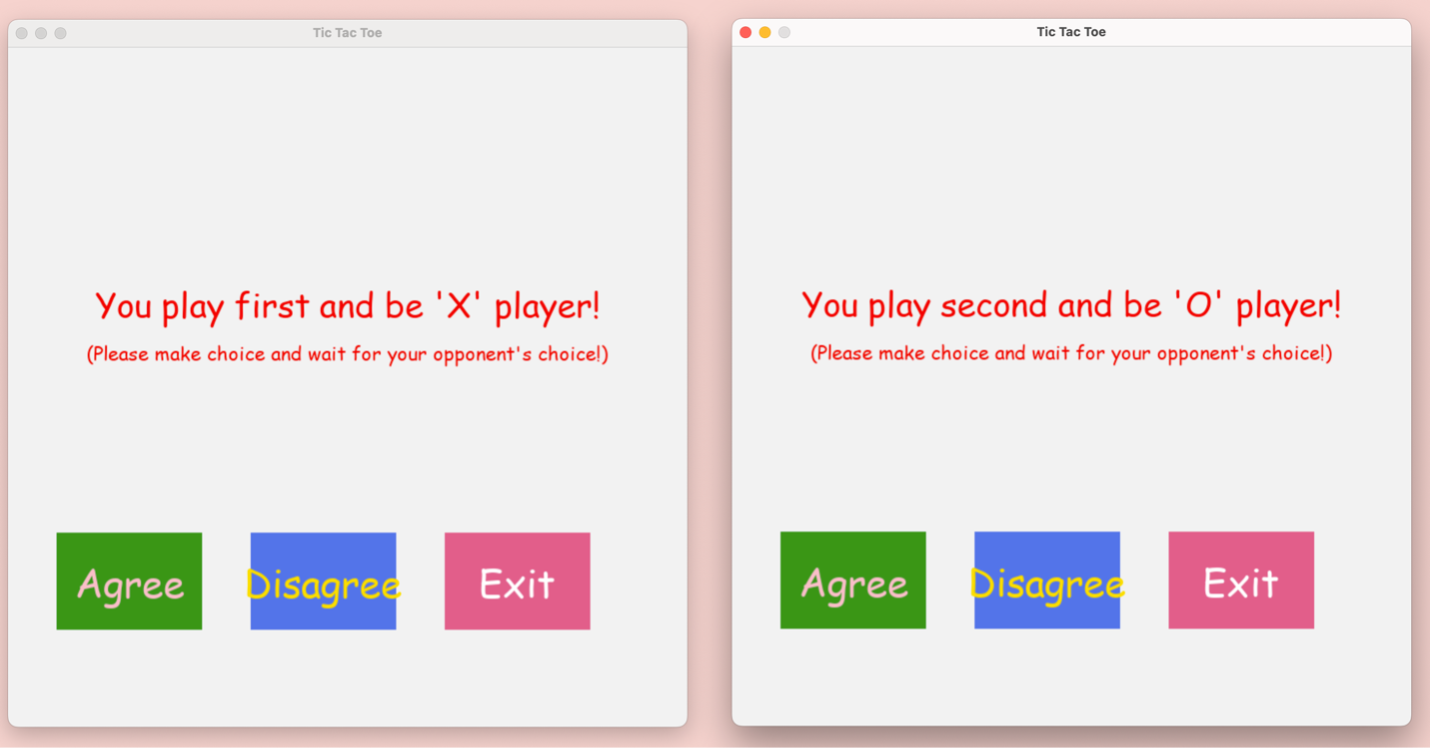 Tic Tac Toe
You play first and be 'X' player!
(Please make choice and wait for your opponent's choice!)
Agree
Disagree
Exit
Tic Tac Toe
You play second and be 'O' player!
(Please make choice and wait for your opponent's choice!)
Agree
Disagree
Exit